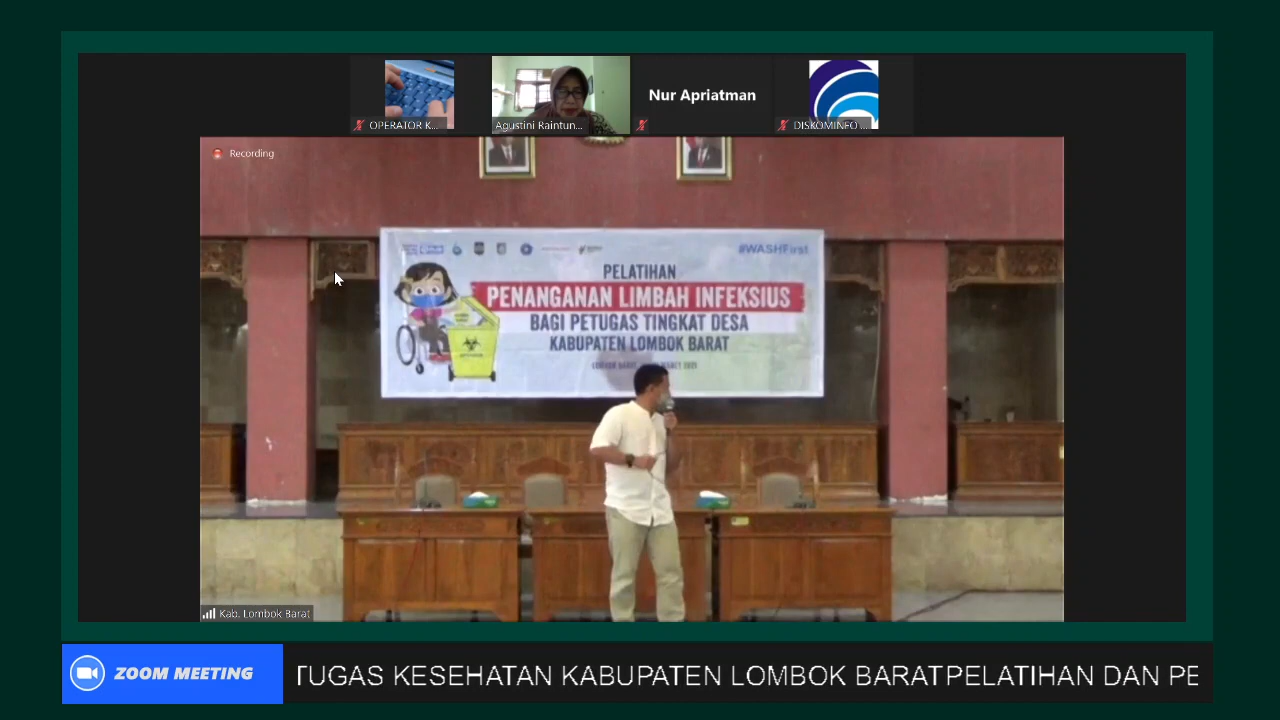 OPERATOR K...
Agustini Raintun...
Nur Apriatman
DISKOMINFO ...
Recording
#WASHFirst
PELATIHAN
PENANGANAN LIMBAH INFEKSIUS
BAGI PETUGAS TINGKAT DESA
KABUPATEN LOMBOK BARAT
Kab. Lombok Barat
ZOOM MEETING
TUGAS KESEHATAN KABUPATEN LOMBOK BARATPELATIHAN DAN PE